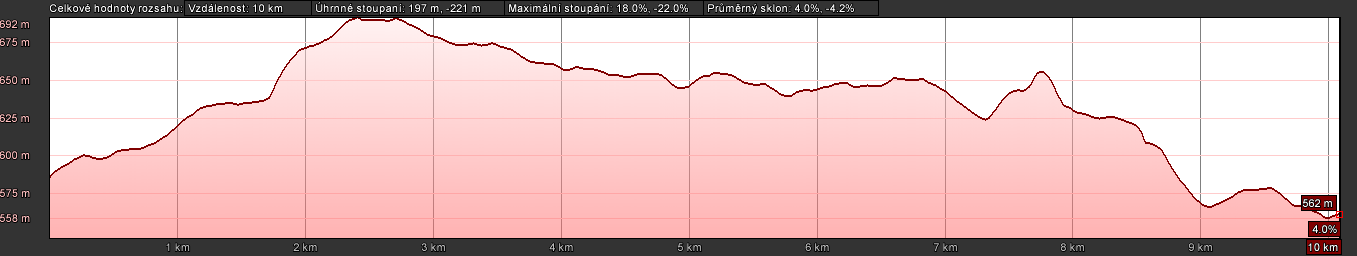 Celkové hodnoty rozsahu: Vzdálenost: 10 km Úhrnné stoupaní: 197 m, -221 m Maximální stoupání: 18.0%, -22.0% Průměrný sklon: 4.0%, -4.2%
692 m
675 m
650 m
625 m
600 m
575 m
562 m
558 m
4.0%
1 km 2 km 3 km 4 km 5 km 6 km 7 km 8 km 9 km 10 km